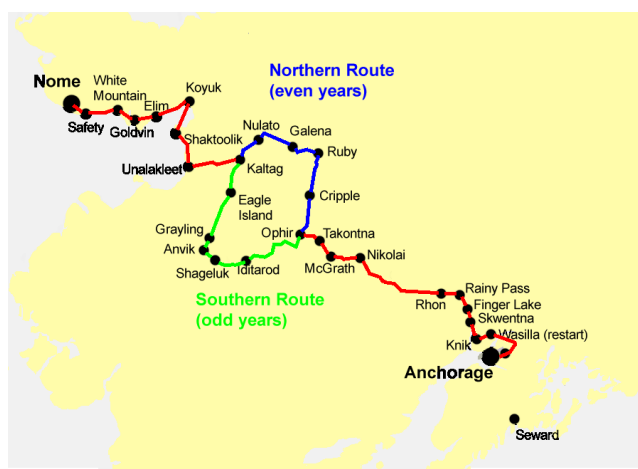 Northern Route
(even years)
Nome
White
Mountain
Elim
Koyuk
Safety
Goldvin
Shaktoolik
Unalakleet
Nulato
Galena
Ruby
Kaltag
Eagle
Island
Cripple
Grayling
Anvik
Shageluk
Iditarod
Ophir
Takontna
McGrath
Nikolai
Southern Route
(odd years)
Rhon
Rainy Pass
Finger Lake
Skwentna
Wasilla (restart)
Knik
Anchorage
Seward